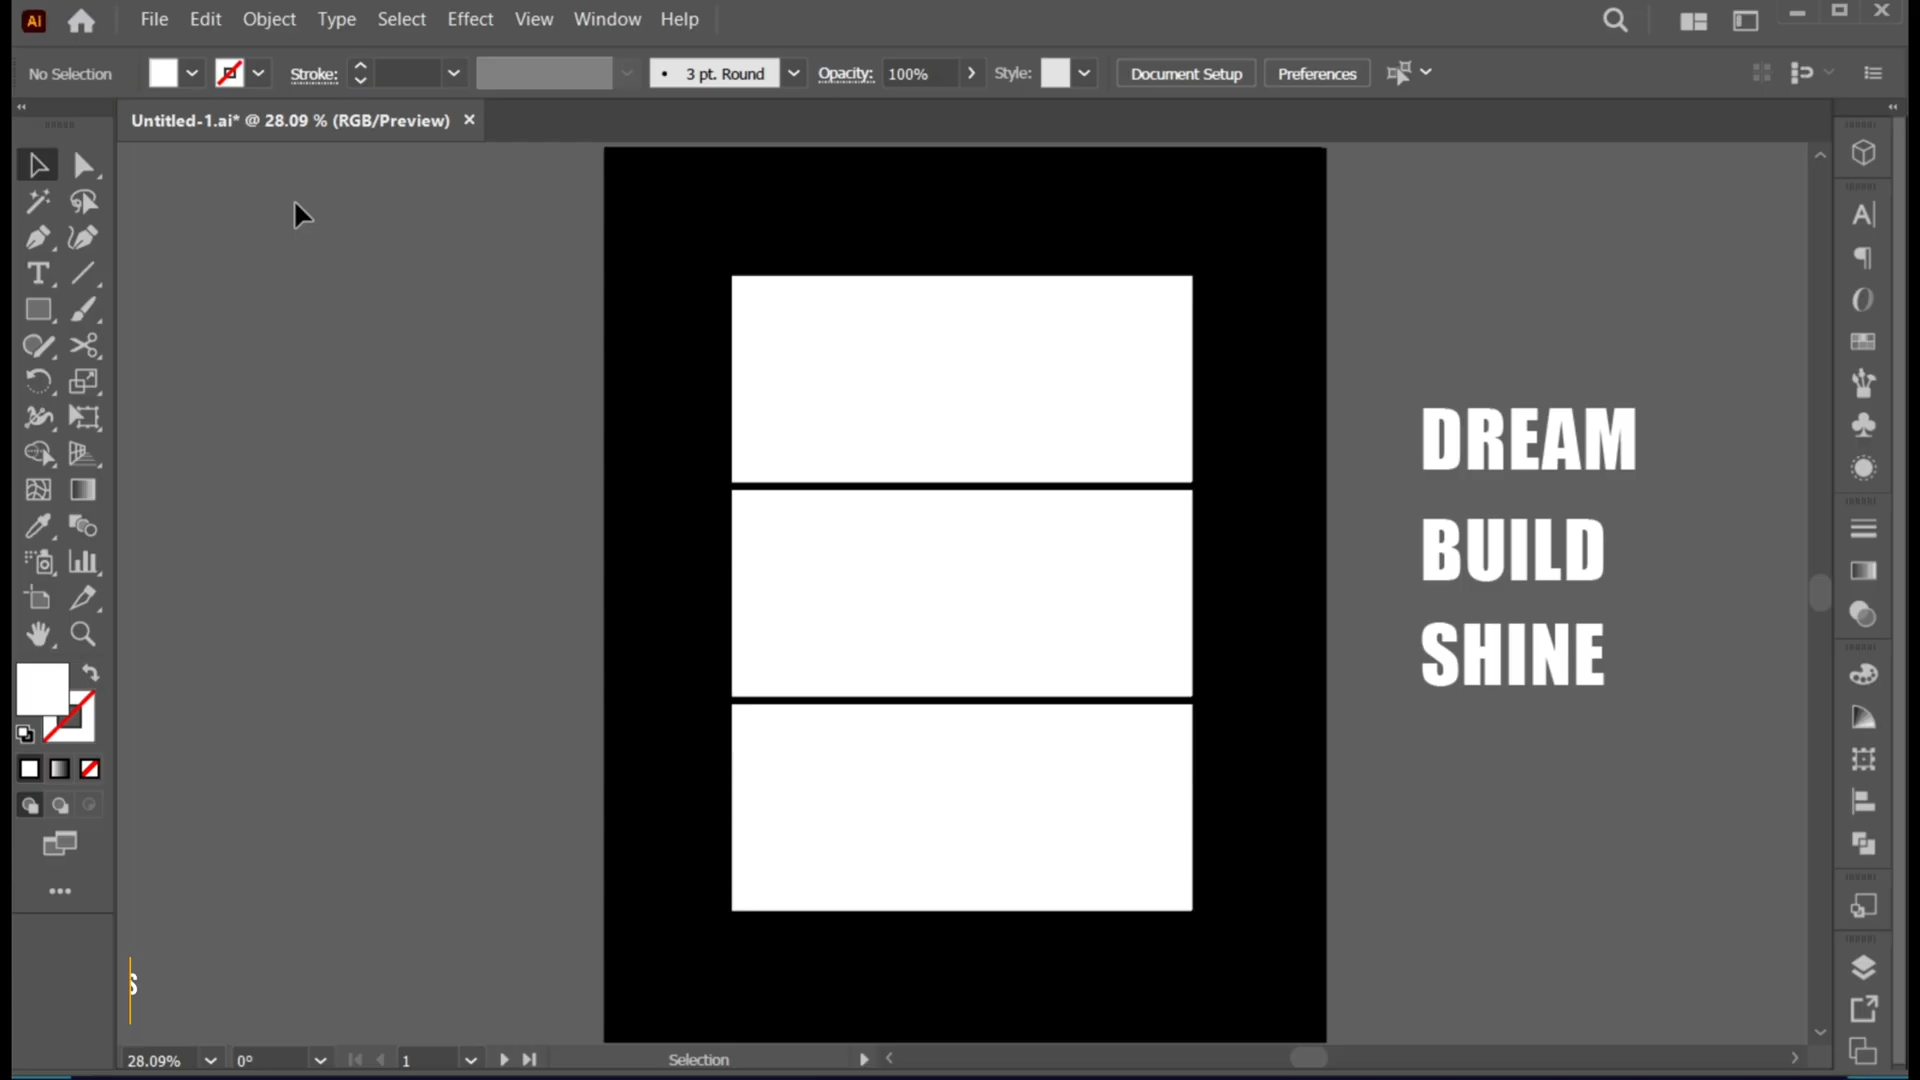 Ai File Edit Object Type Select Effect View Window Help
No Selection Stroke: 3 pt. Round Opacity: 100% Style: Document Setup Preferences
Untitled-1.ai* @ 28.09 % (RGB/Preview) ×
DREAM
BUILD
SHINE
S
28.09% 0° 1 Selection